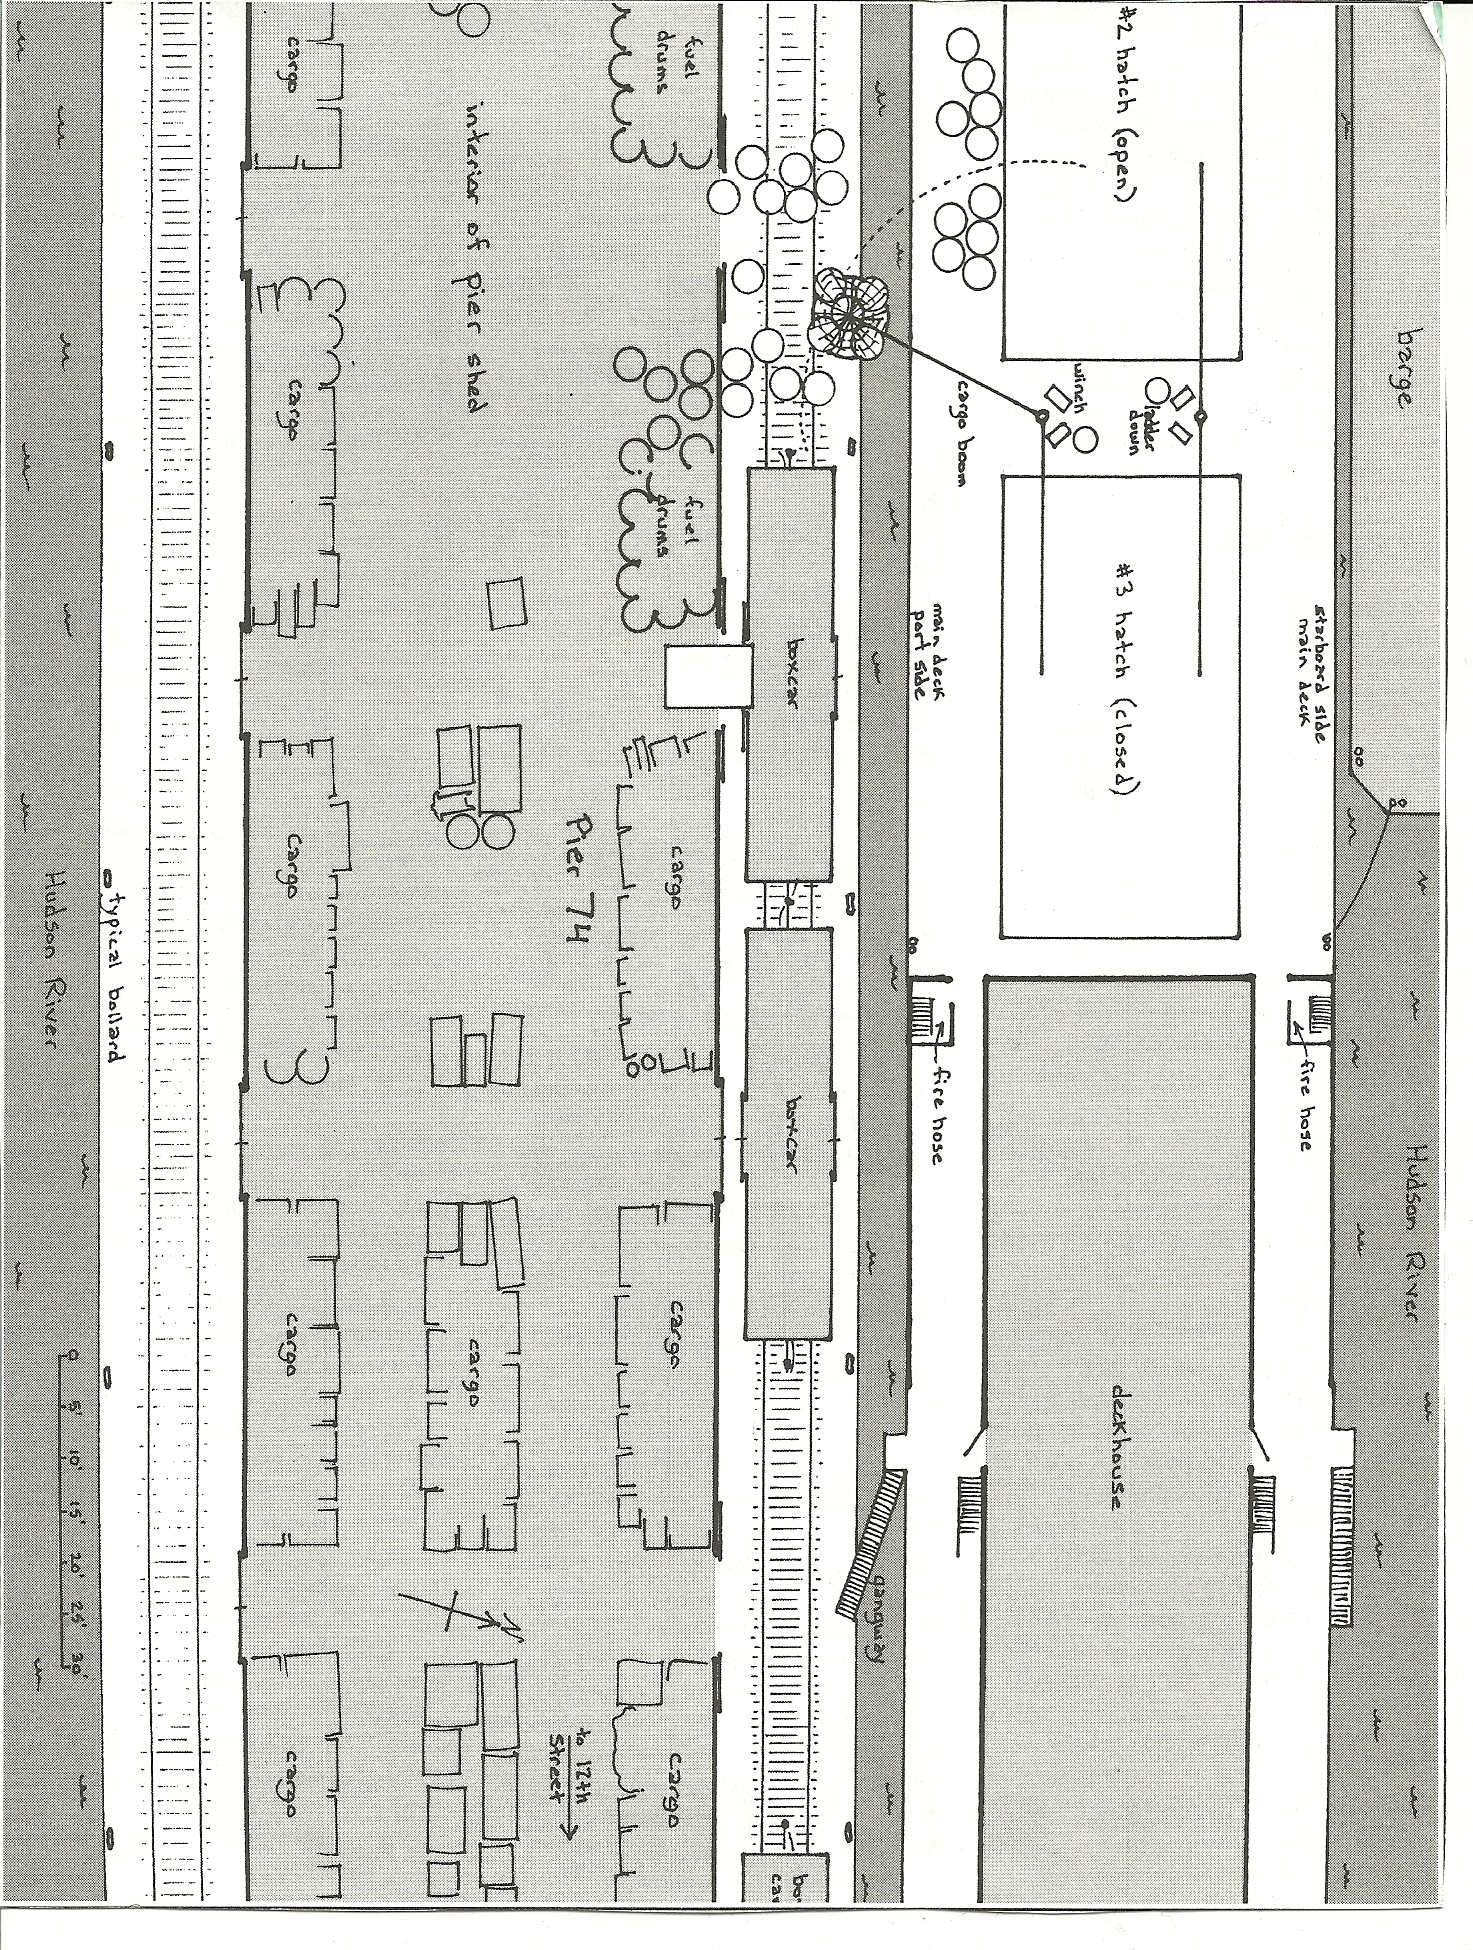 barge
Hudson River
starboard side
main deck
fire hose
#2 hatch (open)
ladder
down
winch
cargo boom
#3 hatch (closed)
deckhouse
main deck
port side
fire hose
gangway
boxcar
boxcar
fuel
drums
fuel
drums
cargo
cargo
cargo
interior of pier shed
Pier 74
cargo
N
to 12th
Street
cargo
cargo
cargo
cargo
cargo
typical bollard
Hudson River
0 5' 10' 15' 20' 25' 30'